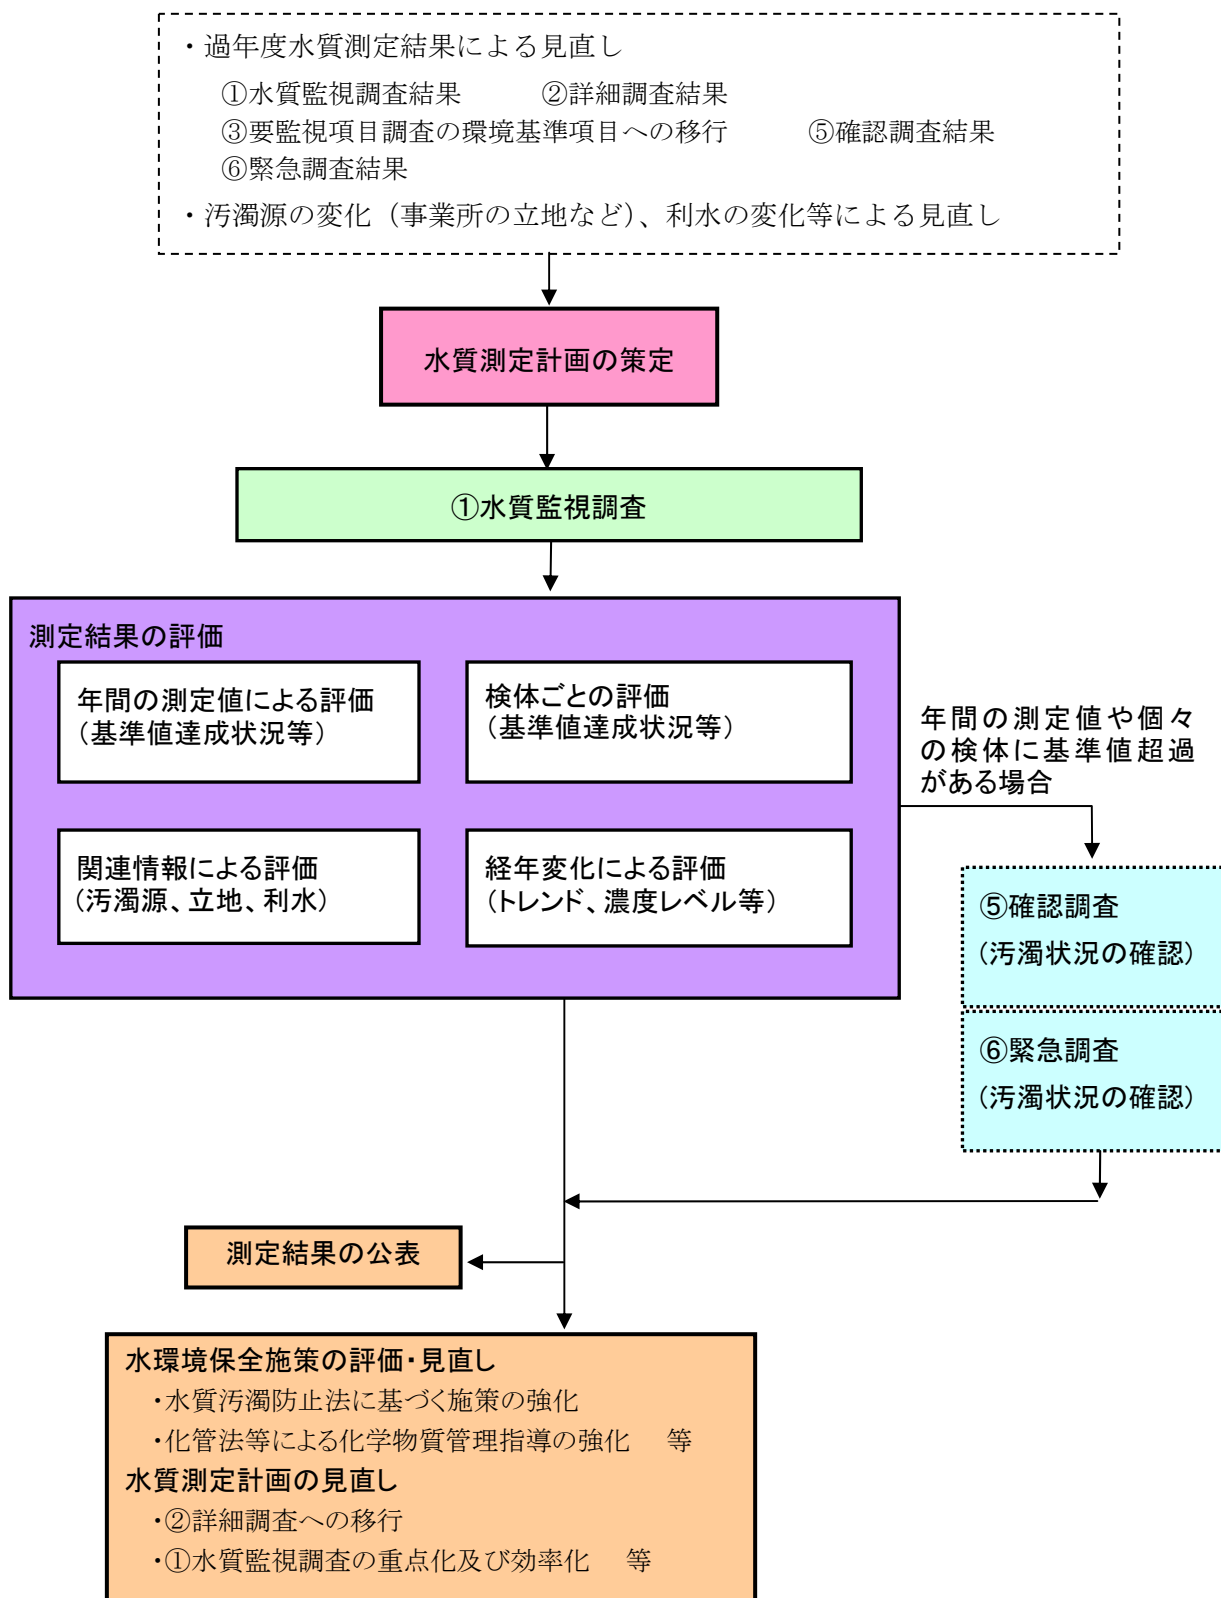 ・過年度水質測定結果による見直し
①水質監視調査結果 ②詳細調査結果
③要監視項目調査の環境基準項目への移行 ⑤確認調査結果
⑥緊急調査結果
・汚濁源の変化（事業所の立地など）、利水の変化等による見直し
水質測定計画の策定
①水質監視調査
測定結果の評価
年間の測定値による評価
（基準値達成状況等）
検体ごとの評価
（基準値達成状況等）
関連情報による評価
（汚濁源、立地、利水）
経年変化による評価
（トレンド、濃度レベル等）
年間の測定値や個々
の検体に基準値超過
がある場合
⑤確認調査
（汚濁状況の確認）
⑥緊急調査
（汚濁状況の確認）
測定結果の公表
水環境保全施策の評価・見直し
・水質汚濁防止法に基づく施策の強化
・化管法等による化学物質管理指導の強化 等
水質測定計画の見直し
・②詳細調査への移行
・①水質監視調査の重点化及び効率化 等